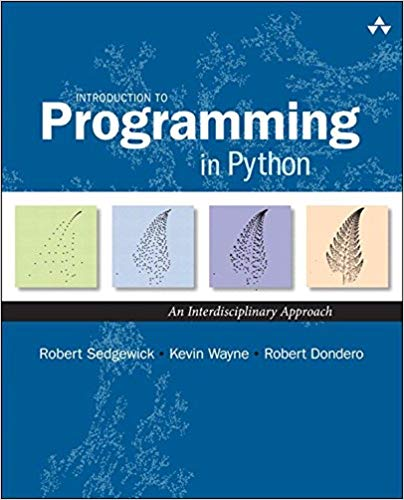 INTRODUCTION TO
Programming
in Python
An Interdisciplinary Approach
Robert Sedgewick • Kevin Wayne • Robert Dondero